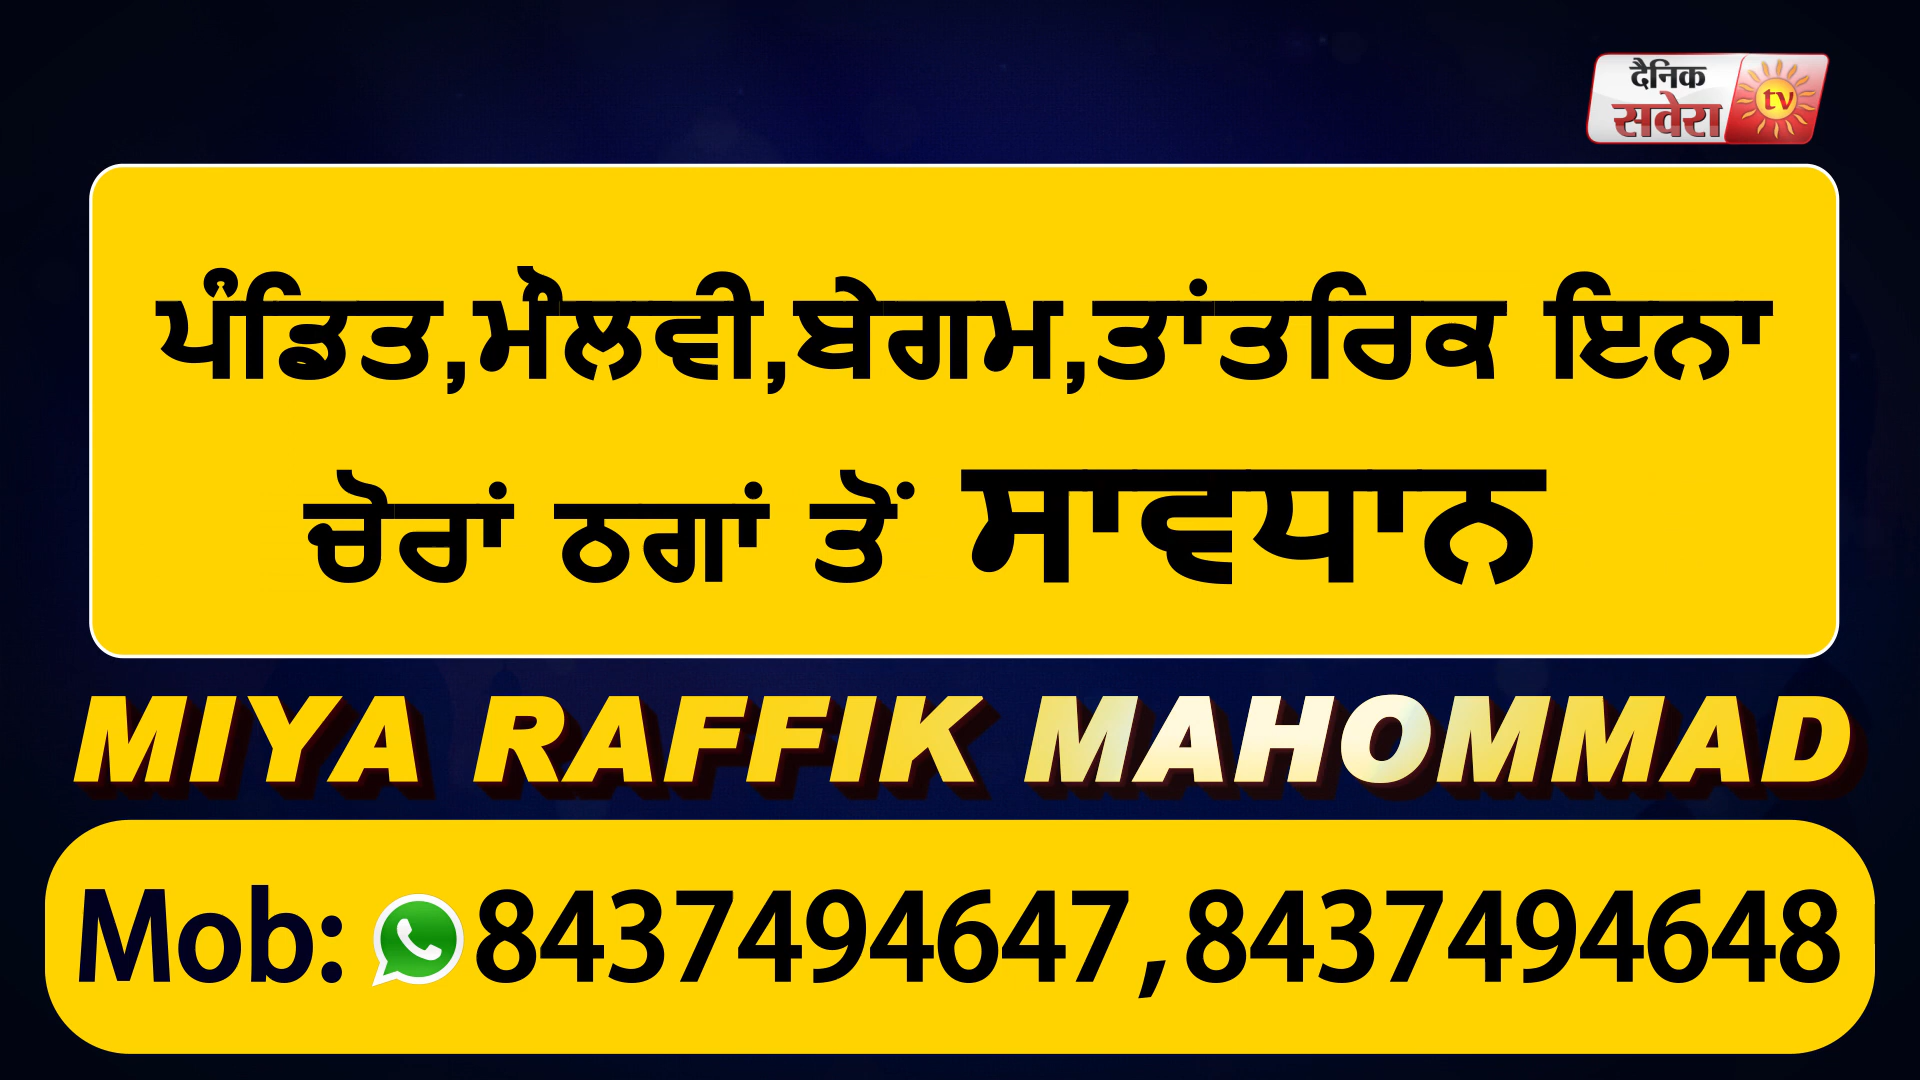 दैनिक
सवेरा
tv
ਪੰਡਿਤ,ਮੌਲਵੀ,ਬੇਗਮ,ਤਾਂਤਰਿਕ ਇਨਾ
ਚੋਰਾਂ ਠਗਾਂ ਤੋਂ ਸਾਵਧਾਨ
MIYA RAFFIK MAHOMMAD
Mob: 8437494647,8437494648